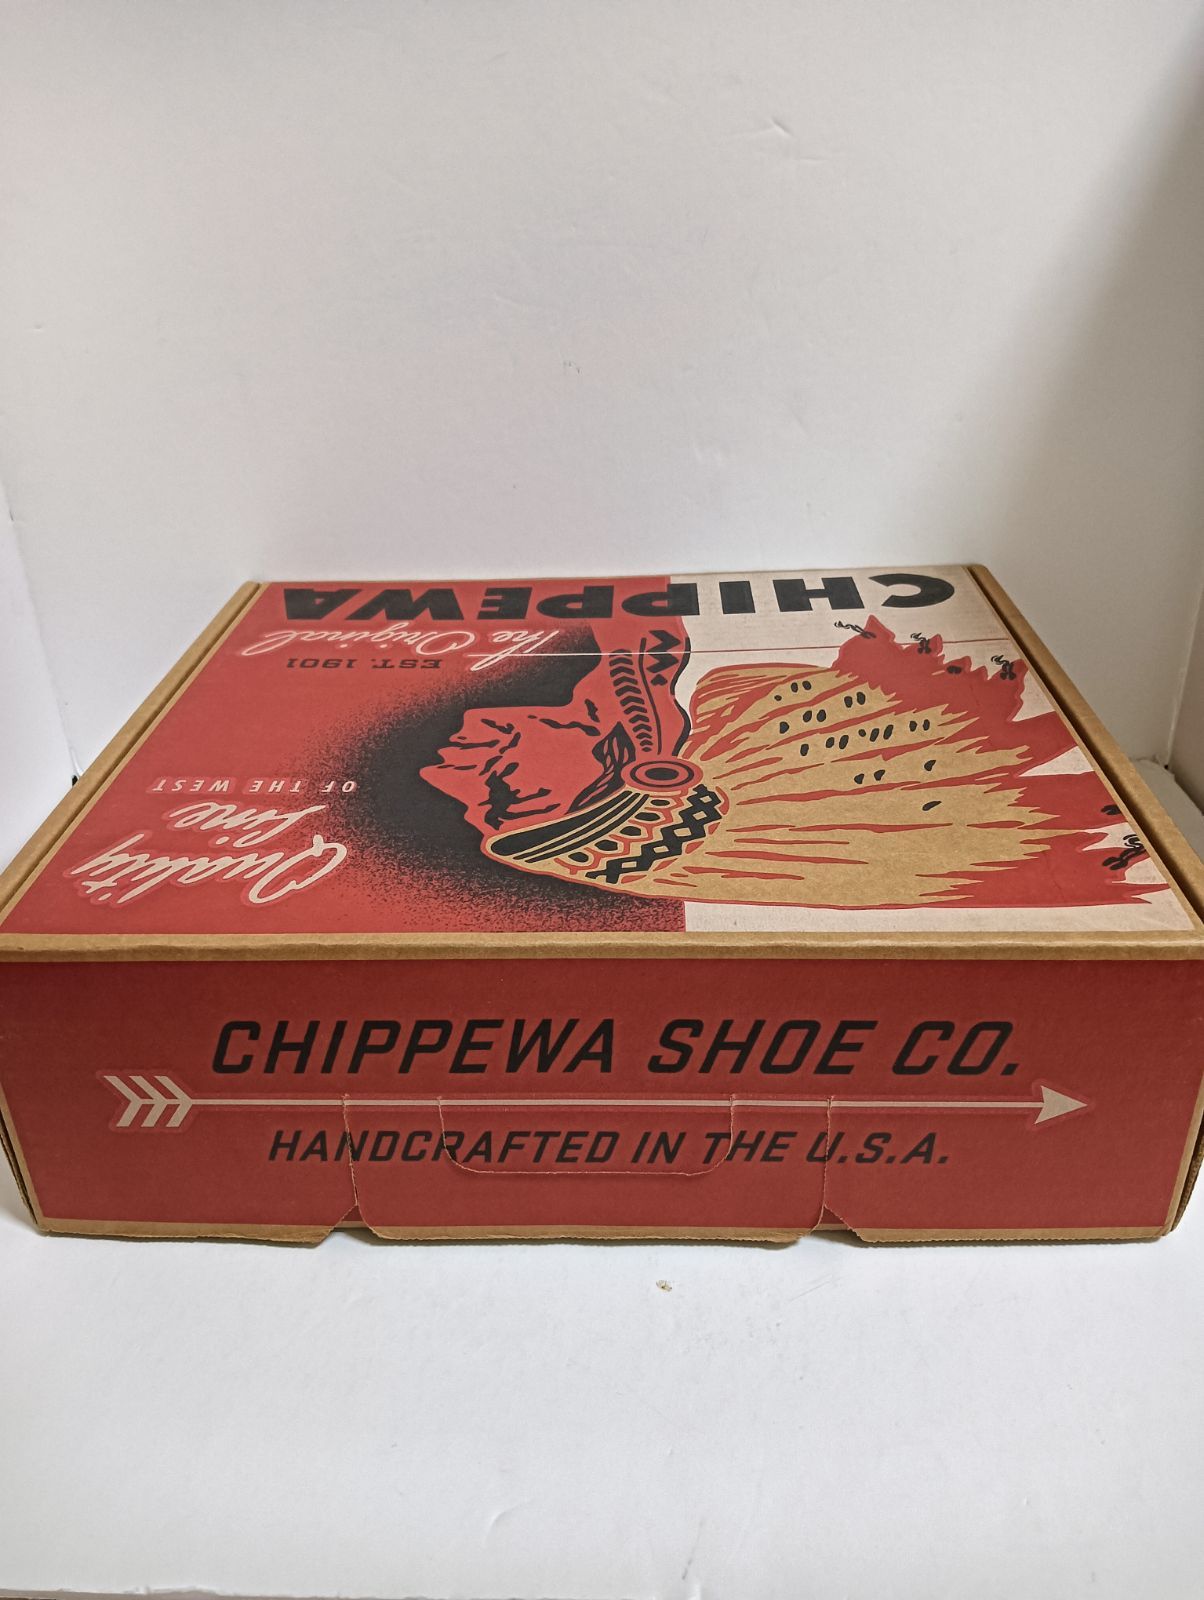 CHIPPEWA
The Original
EST. 1901
OF THE WEST
Quality
Line
CHIPPEWA SHOE CO.
HANDCRAFTED IN THE U.S.A.